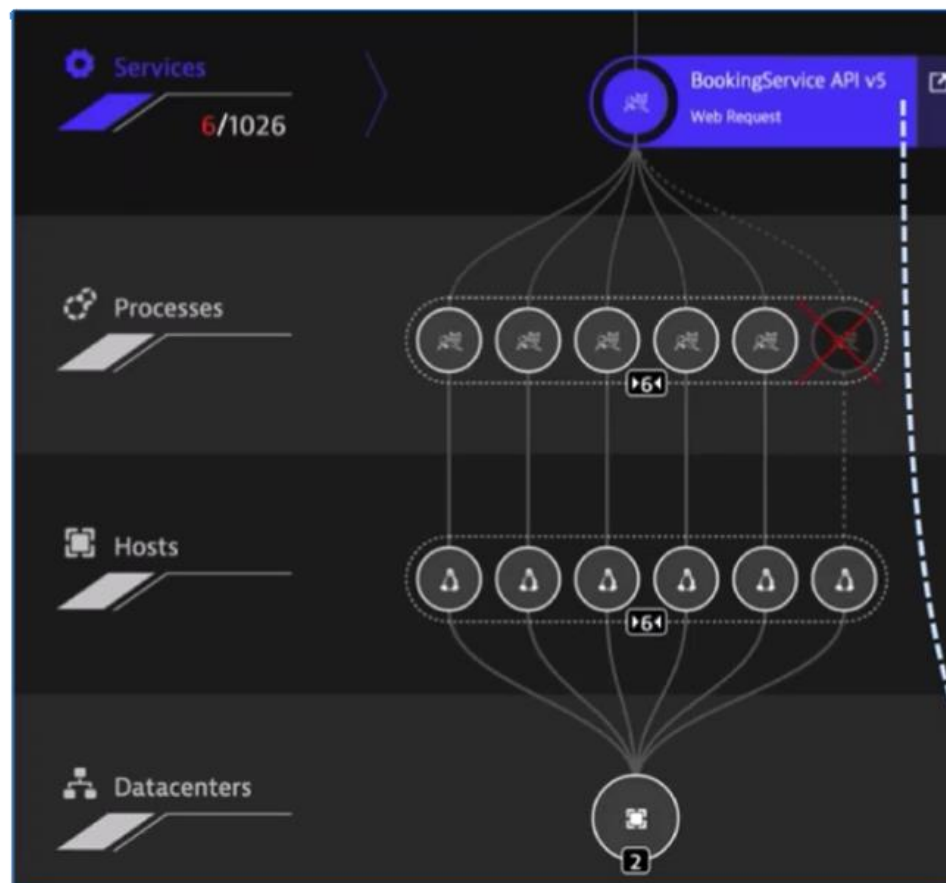 Services
6/1026
BookingService API v5
Web Request
Processes
6
Hosts
6
Datacenters
2